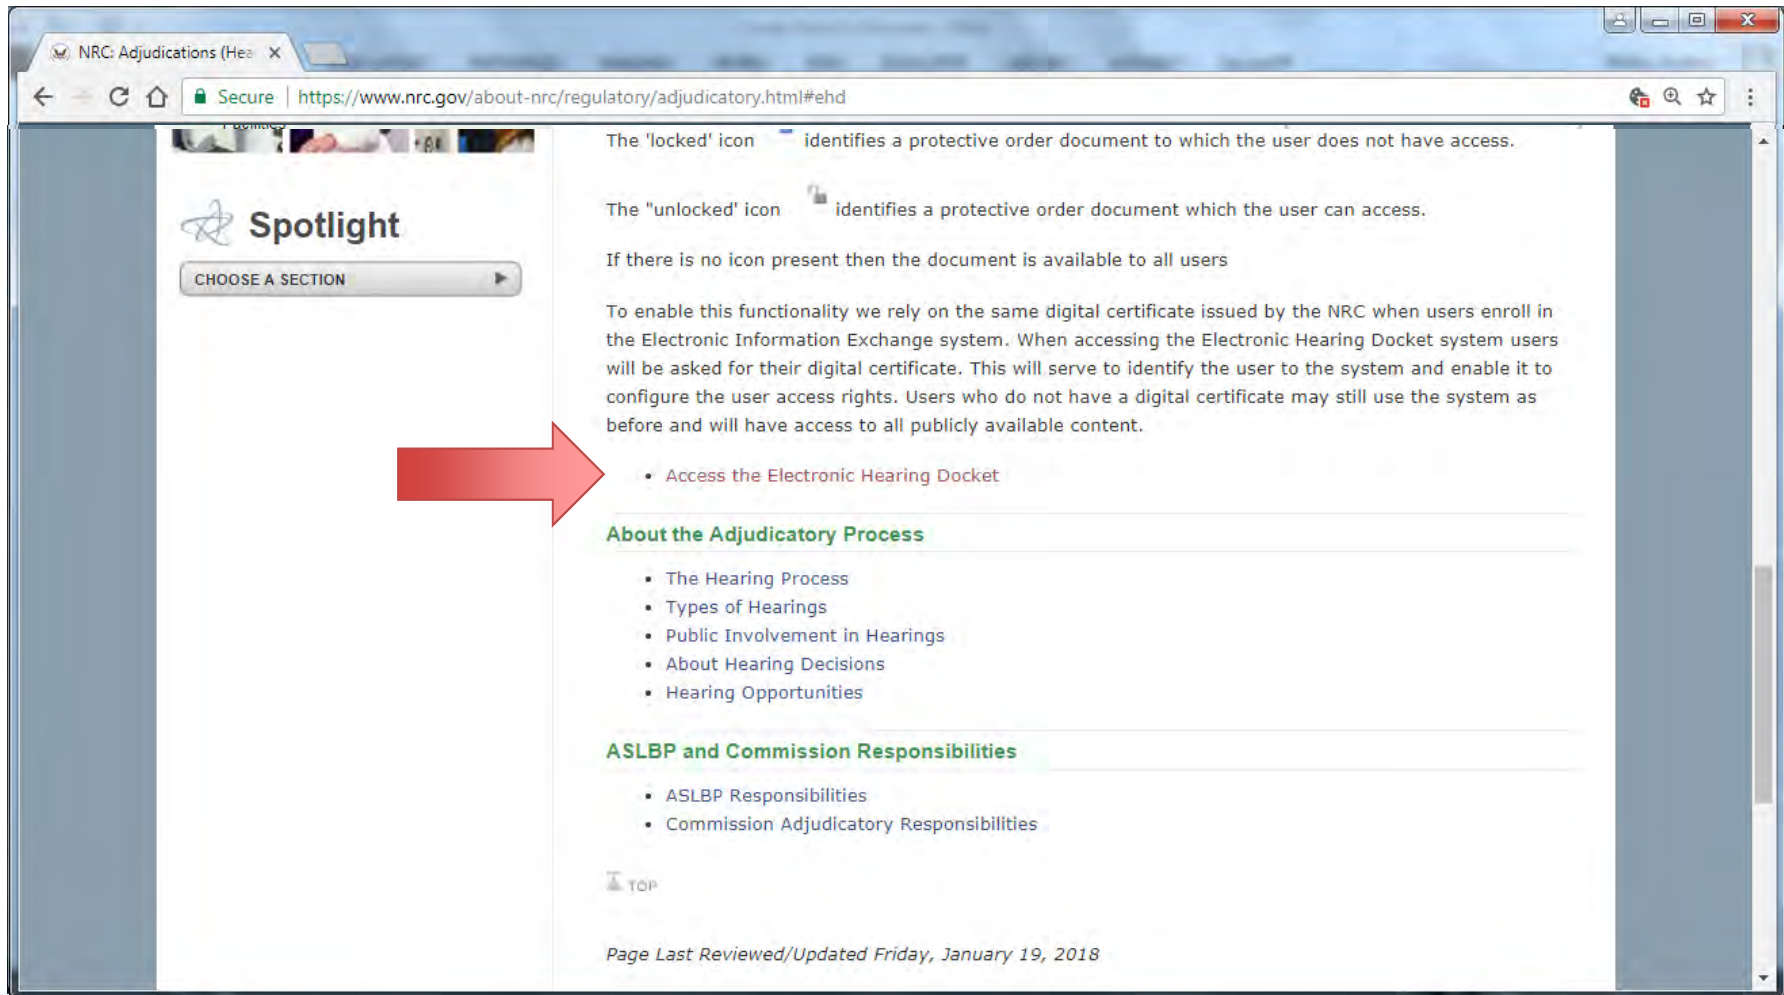 NRC: Adjudications (Hea
Secure | https://www.nrc.gov/about-nrc/regulatory/adjudicatory.html#ehd
Facilities
Spotlight
CHOOSE A SECTION
The 'locked' icon identifies a protective order document to which the user does not have access.
The "unlocked' icon identifies a protective order document which the user can access.
If there is no icon present then the document is available to all users
To enable this functionality we rely on the same digital certificate issued by the NRC when users enroll in
the Electronic Information Exchange system. When accessing the Electronic Hearing Docket system users
will be asked for their digital certificate. This will serve to identify the user to the system and enable it to
configure the user access rights. Users who do not have a digital certificate may still use the system as
before and will have access to all publicly available content.
• Access the Electronic Hearing Docket
About the Adjudicatory Process
• The Hearing Process
• Types of Hearings
• Public Involvement in Hearings
• About Hearing Decisions
• Hearing Opportunities
ASLBP and Commission Responsibilities
• ASLBP Responsibilities
• Commission Adjudicatory Responsibilities
TOP
Page Last Reviewed/Updated Friday, January 19, 2018